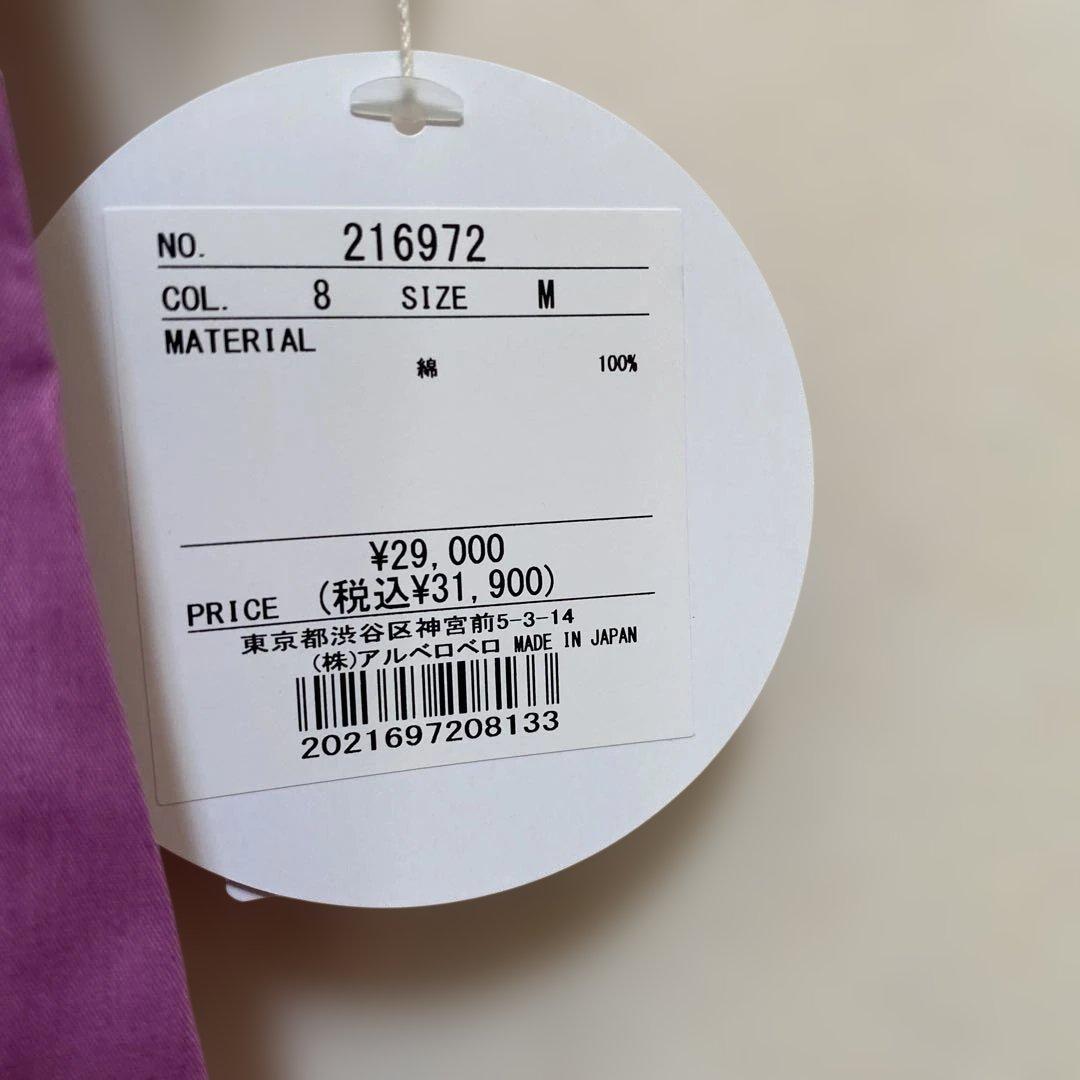 NO. 216972
COL. 8 SIZE M
MATERIAL
綿 100%
¥29,000
PRICE (税込¥31,900)
東京都渋谷区神宮前5-3-14
(株)アルベロベロ MADE IN JAPAN
2021697208133